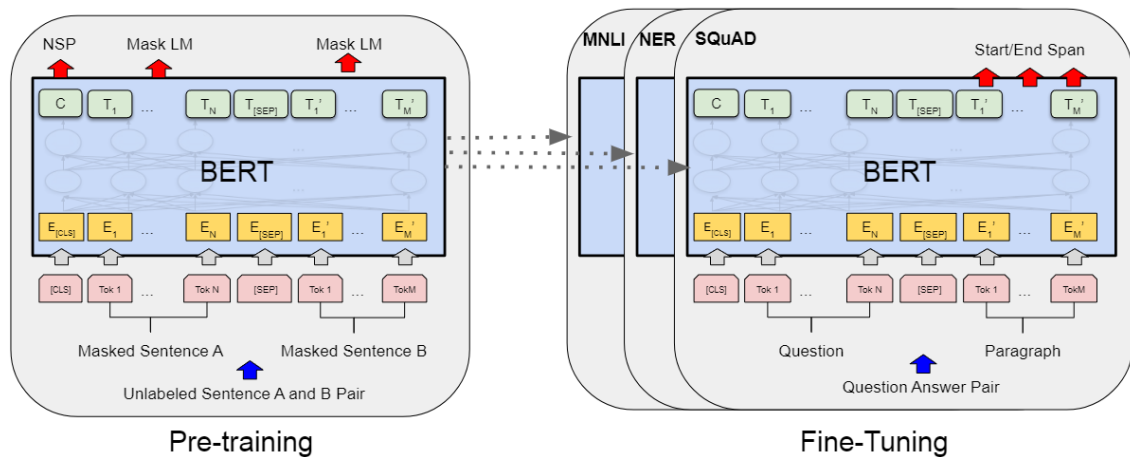 NSP Mask LM Mask LM
C T1 ... TN T[SEP] T1' ... TM'
...
BERT
...
E[CLS] E1 ... EN E[SEP] E1' ... EM'
[CLS] Tok 1 ... Tok N [SEP] Tok 1 ... TokM
Masked Sentence A Masked Sentence B
Unlabeled Sentence A and B Pair
Pre-training
MNLI NER SQuAD
Start/End Span
C T1 ... TN T[SEP] T1' ... TM'
...
BERT
...
E[CLS] E1 ... EN E[SEP] E1' ... EM'
[CLS] Tok 1 ... Tok N [SEP] Tok 1 ... TokM
Question Paragraph
Question Answer Pair
Fine-Tuning